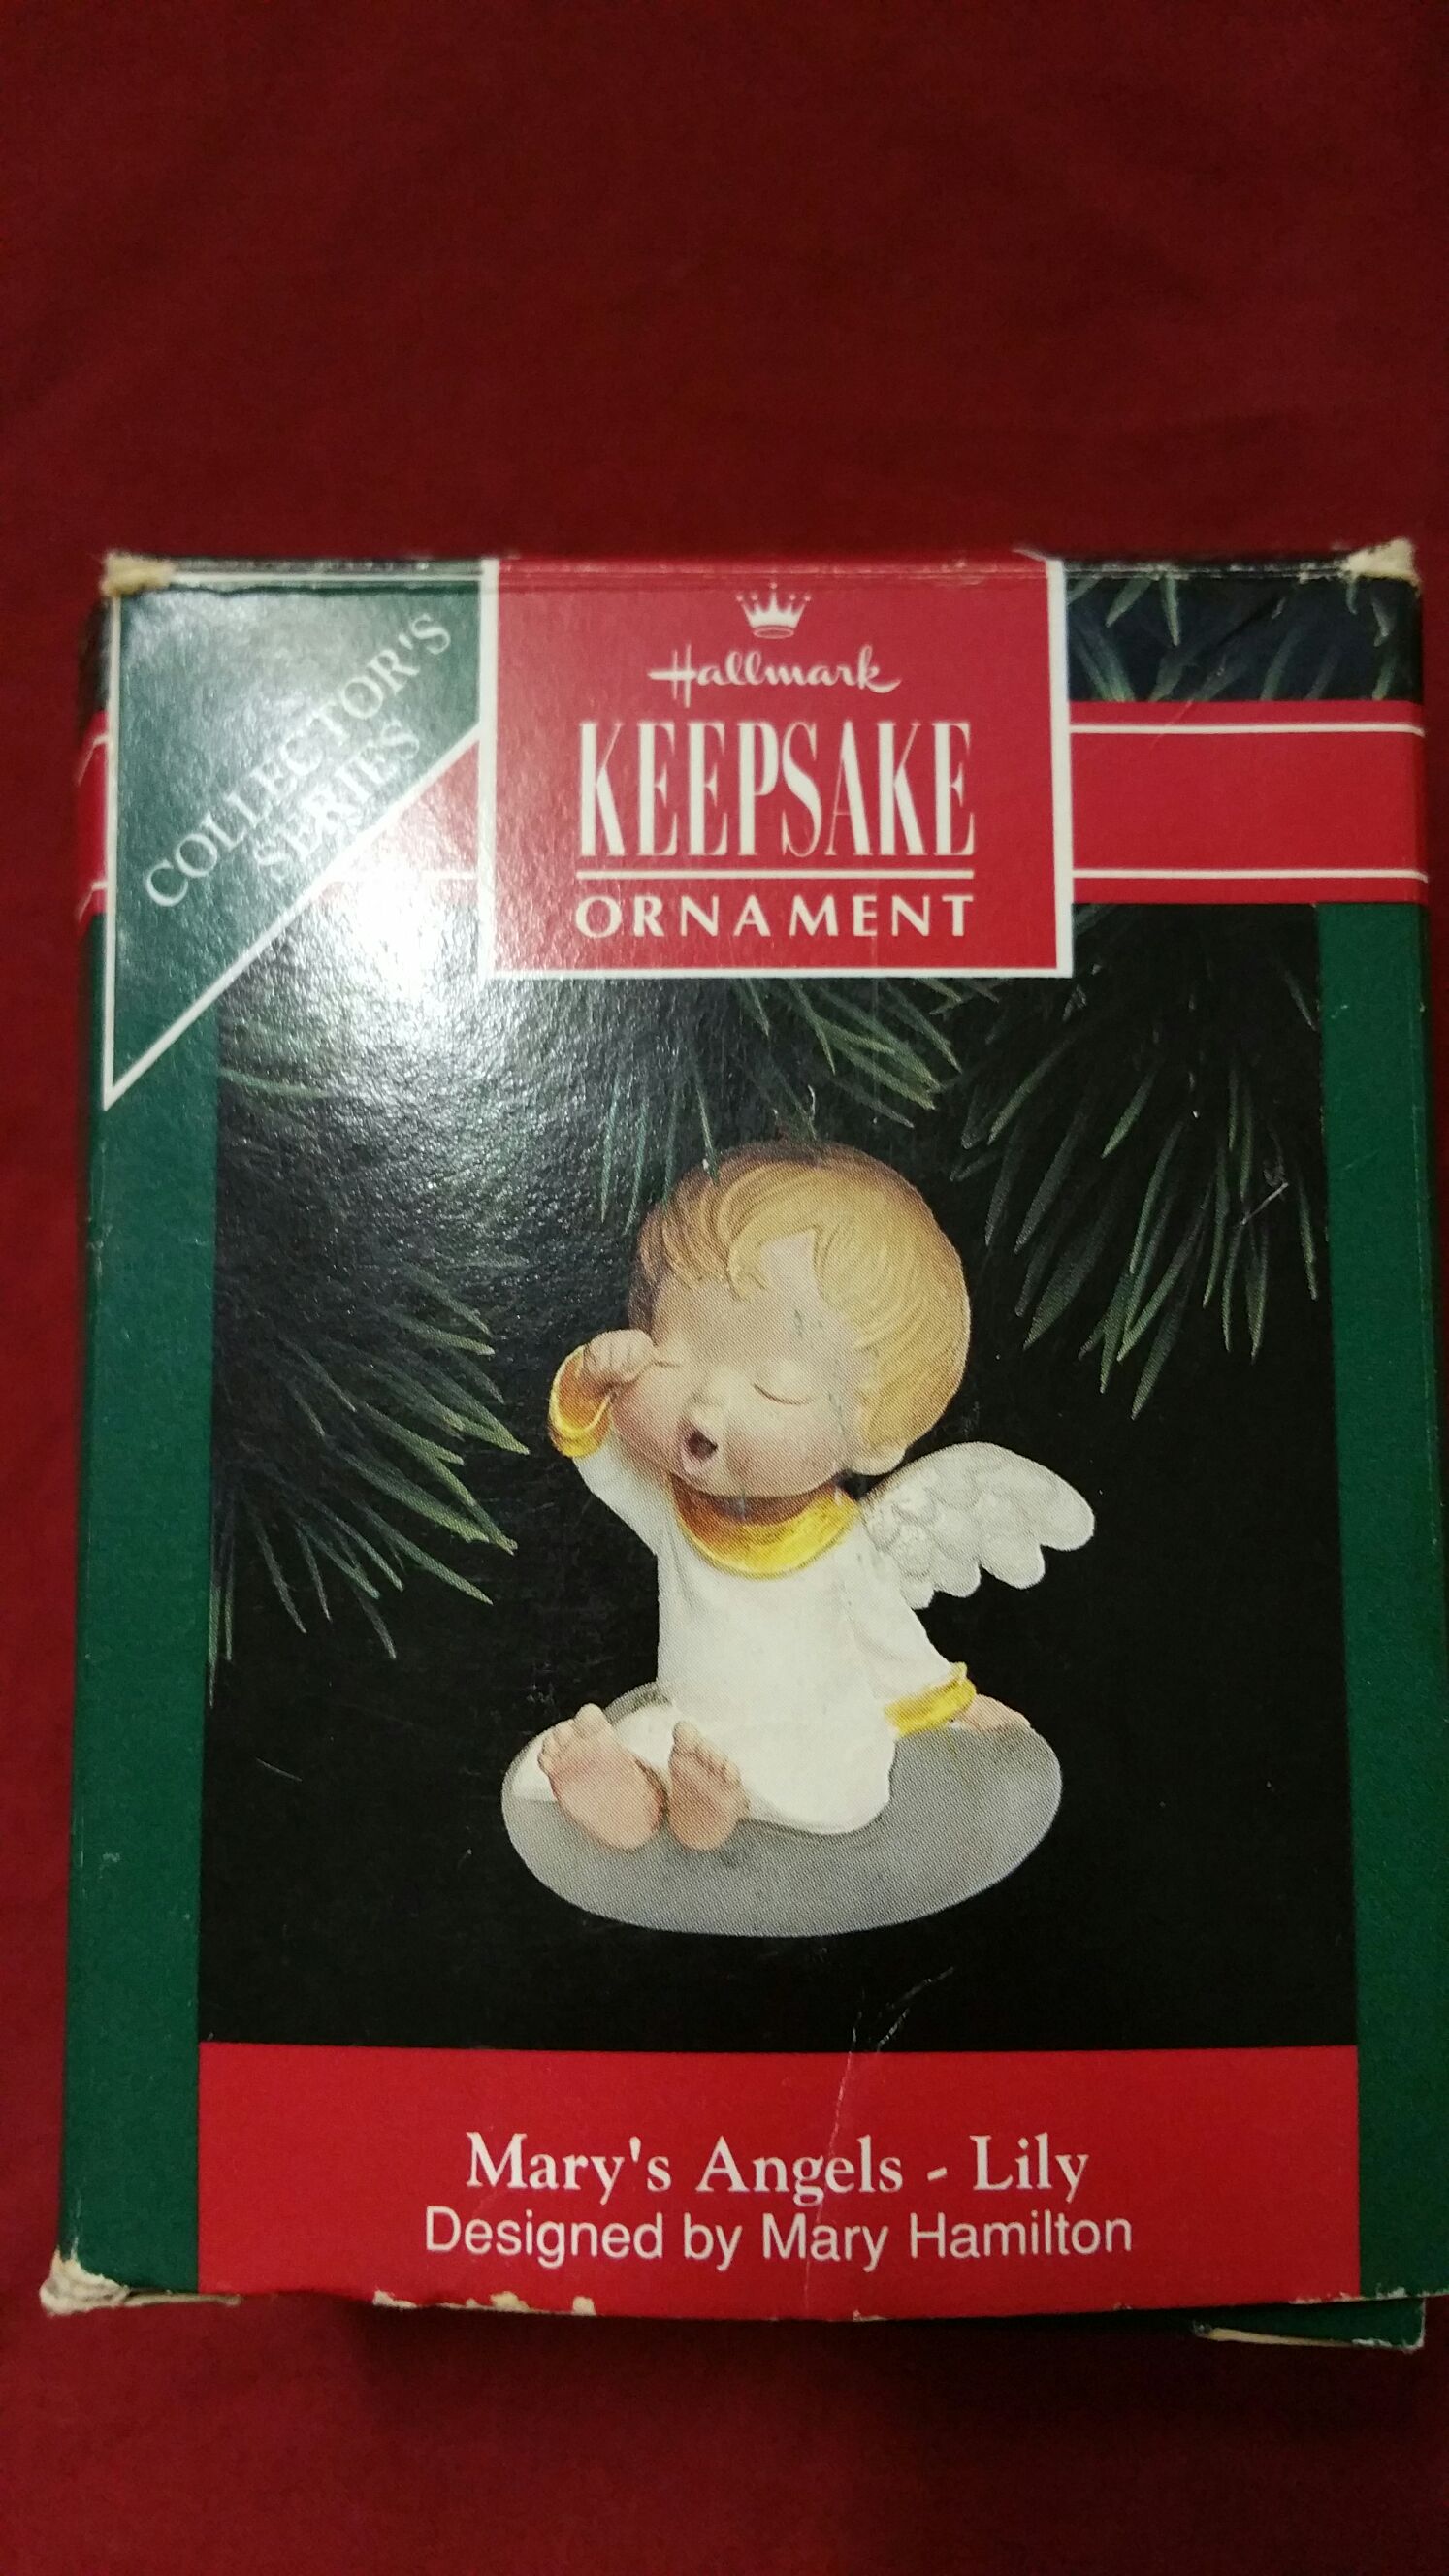 COLLECTOR'S
SERIES
Hallmark
KEEPSAKE
ORNAMENT
Mary's Angels - Lily
Designed by Mary Hamilton